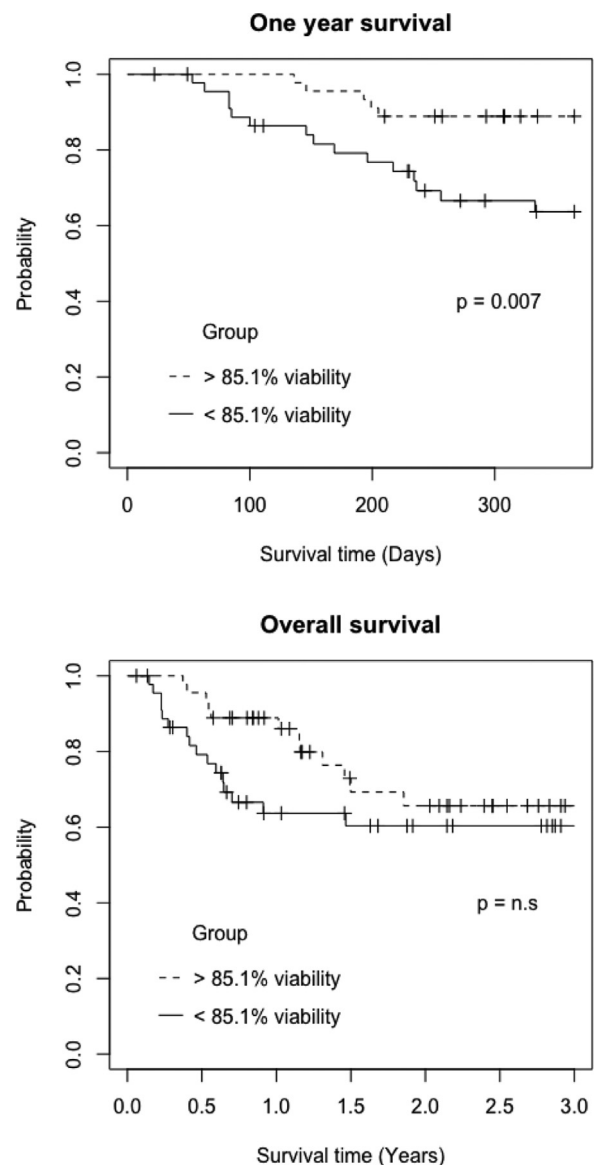 One year survival
Probability
1.0
0.8
0.6
0.4
0.2
0.0
p = 0.007
Group
> 85.1% viability
< 85.1% viability
0 100 200 300
Survival time (Days)
Overall survival
Probability
1.0
0.8
0.6
0.4
0.2
0.0
p = n.s
Group
> 85.1% viability
< 85.1% viability
0.0 0.5 1.0 1.5 2.0 2.5 3.0
Survival time (Years)